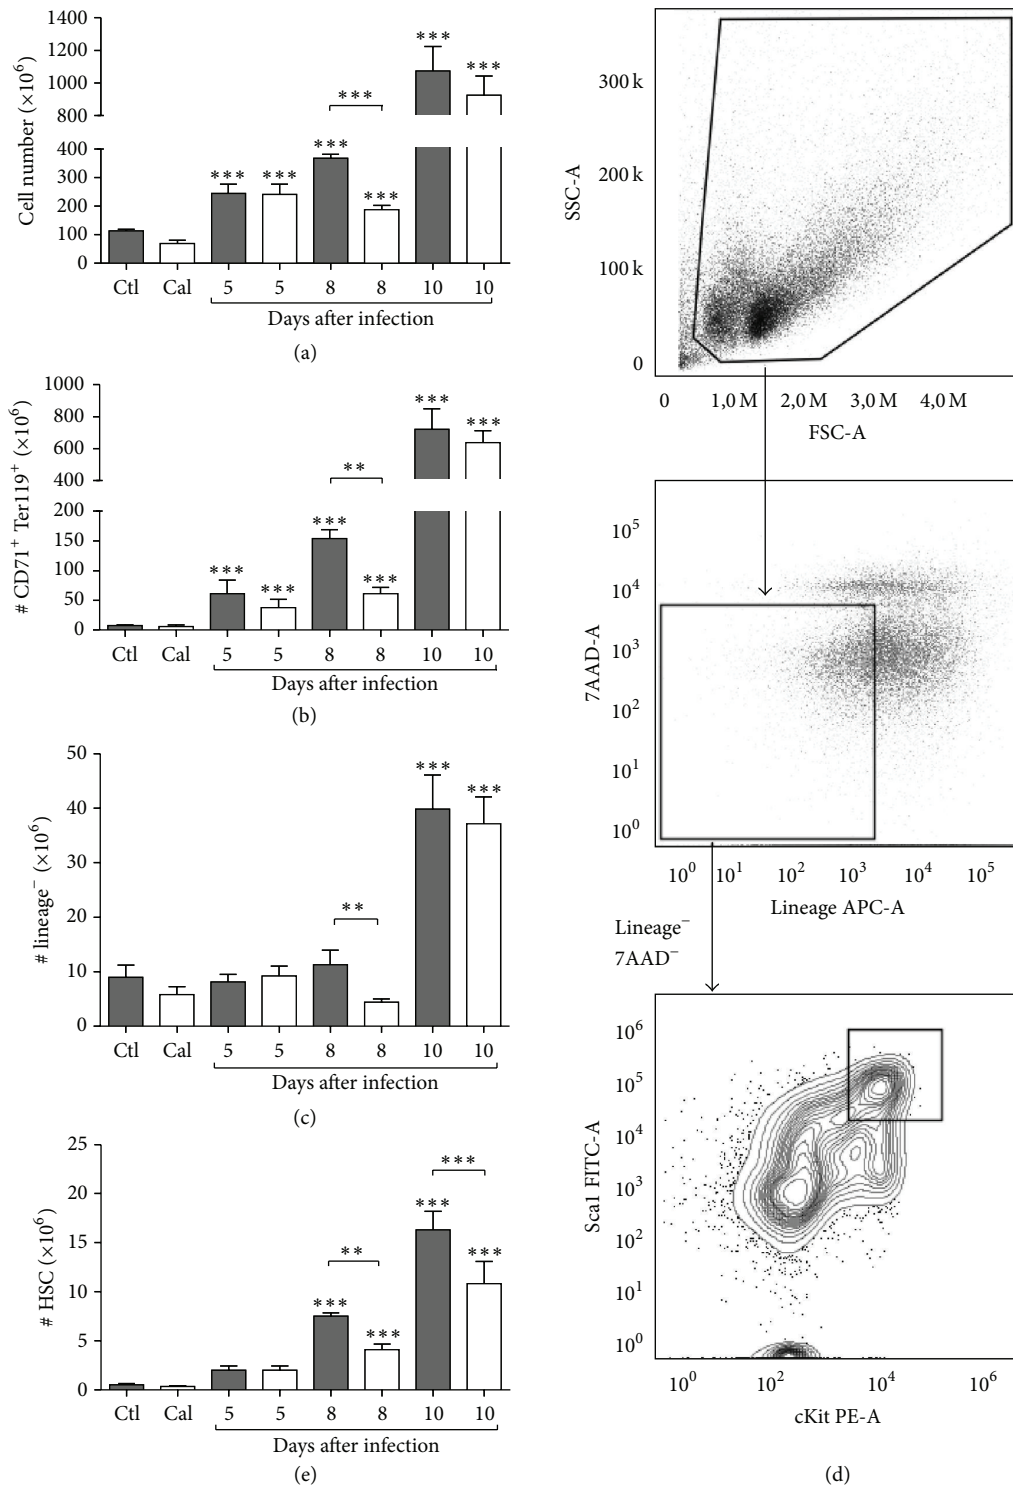 Cell number (×10⁶)
1400
1200
1000
800
400
300
200
100
0
*** *** *** *** *** ***
***
Ctl Cal 5 5 8 8 10 10
Days after infection
(a)
# CD71⁺ Ter119⁺ (×10⁶)
1000
800
600
400
200
150
100
50
0
*** *** *** *** *** ***
**
Ctl Cal 5 5 8 8 10 10
Days after infection
(b)
# lineage⁻ (×10⁶)
50
40
30
20
10
0
**
*** ***
Ctl Cal 5 5 8 8 10 10
Days after infection
(c)
# HSC (×10⁶)
25
20
15
10
5
0
*** *** *** ***
**
***
Ctl Cal 5 5 8 8 10 10
Days after infection
(e)
SSC-A
300 k
200 k
100 k
0
0 1,0 M 2,0 M 3,0 M 4,0 M
FSC-A
7AAD-A
10⁵
10⁴
10³
10²
10¹
10⁰
10⁰ 10¹ 10² 10³ 10⁴ 10⁵
Lineage APC-A
Lineage⁻
7AAD⁻
Sca1 FITC-A
10⁶
10⁵
10⁴
10³
10²
10¹
10⁰
10⁰ 10² 10⁴ 10⁶
cKit PE-A
(d)